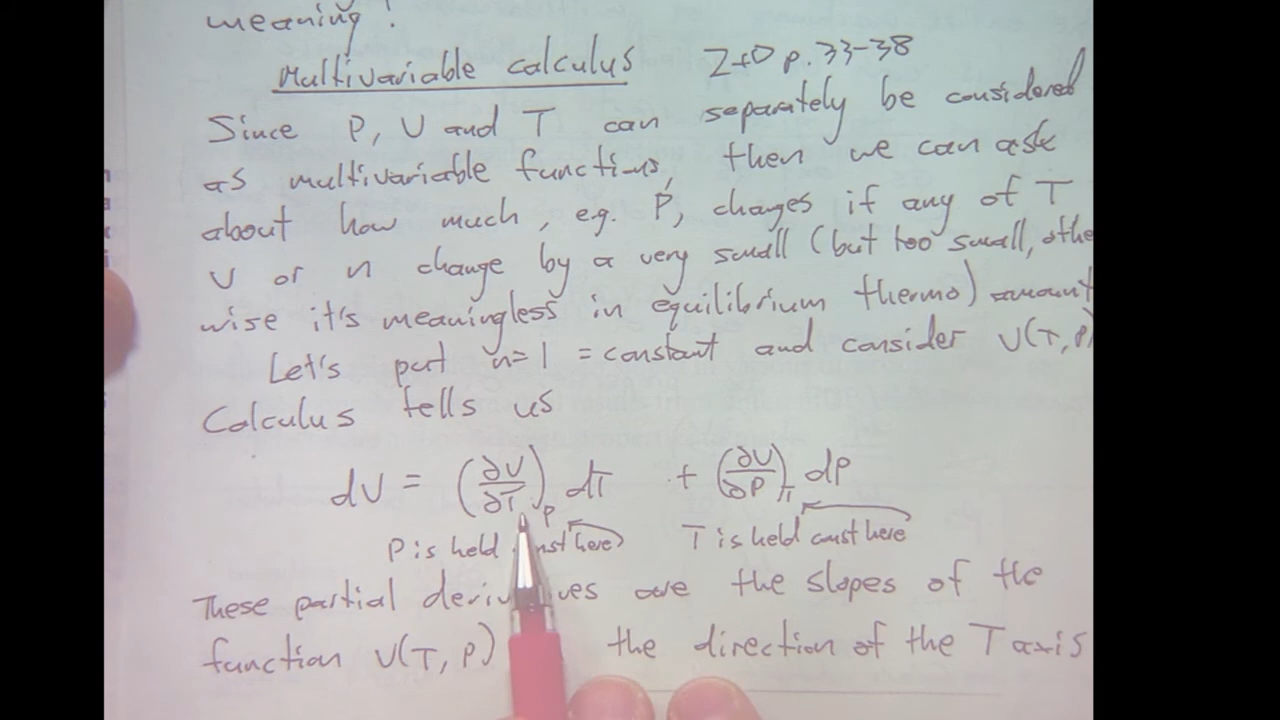 meaning!
Multivariable calculus Z+D p.33-38
Since P, V and T can separately be considered
as multivariable functions, then we can ask
about how much, e.g. P, changes if any of T
V or n change by a very small (but too small, othe
wise it's meaningless in equilibrium thermo) amount
Let's put n=1 = constant and consider V(T,P)
Calculus tells us
dV = (∂V/∂T)_P dT + (∂V/∂P)_T dP
P is held const here T is held const here
These partial derivatives are the slopes of the
function V(T,P) the direction of the T axis